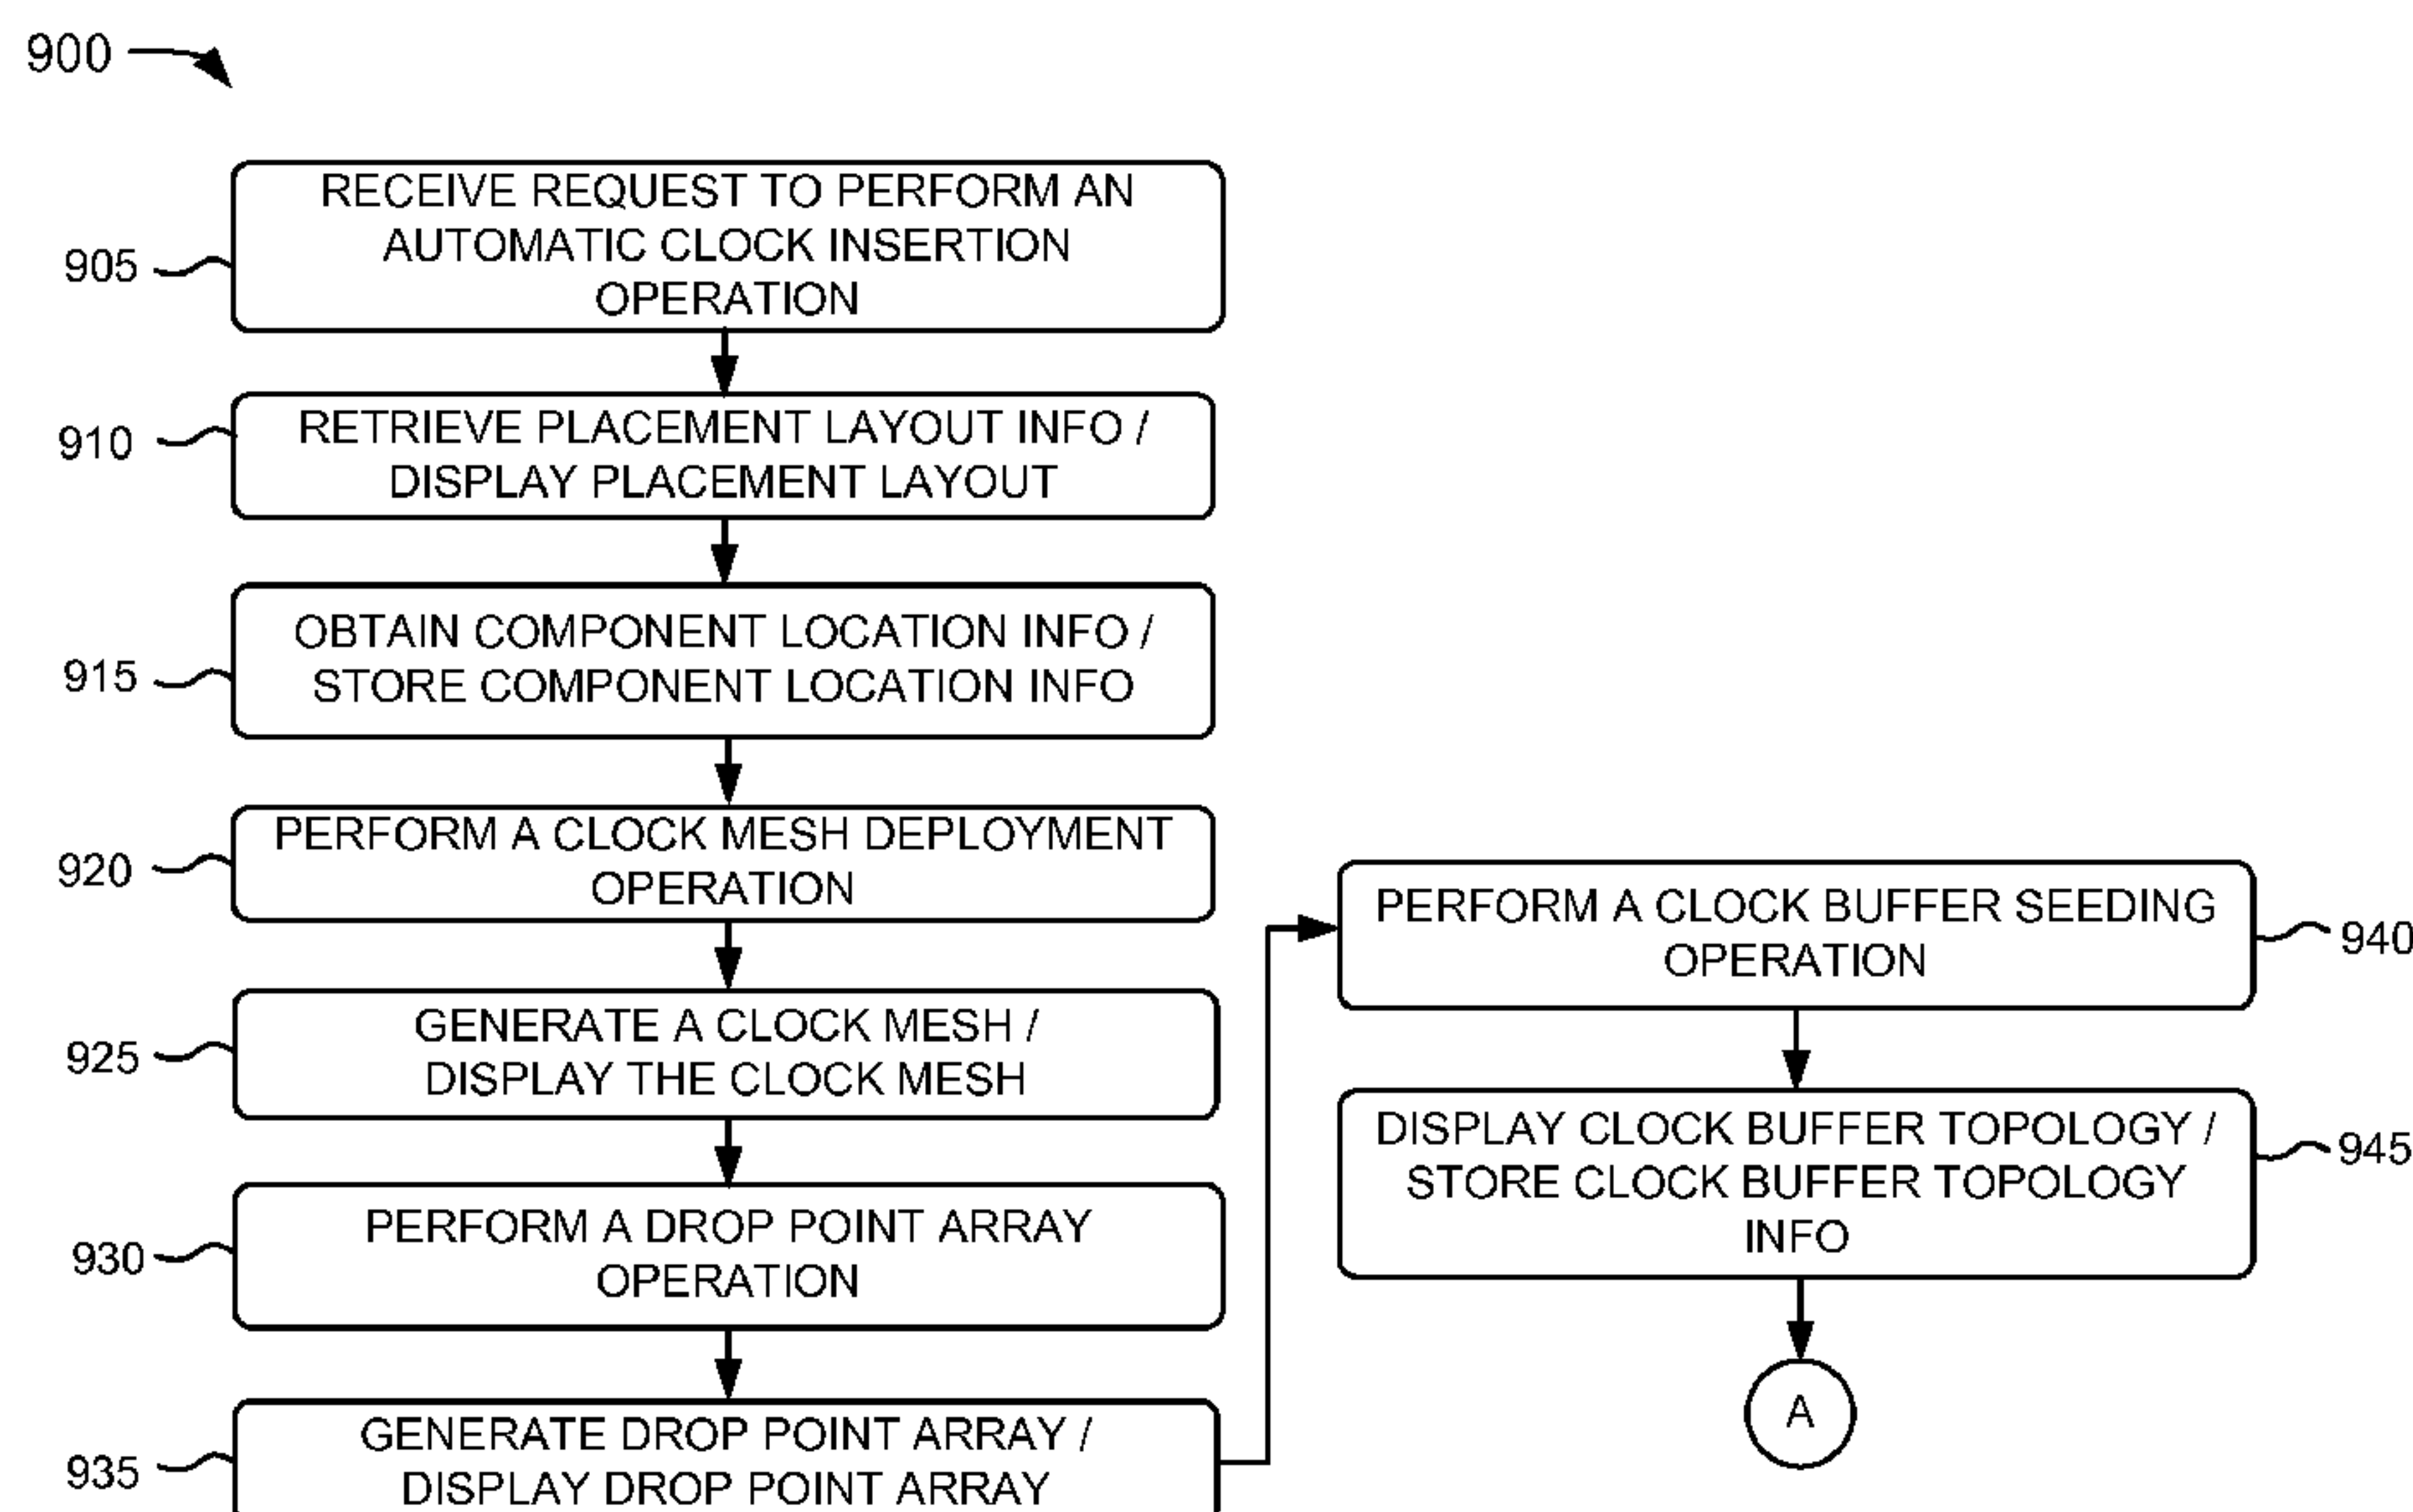 900
905
RECEIVE REQUEST TO PERFORM AN
AUTOMATIC CLOCK INSERTION
OPERATION
910
RETRIEVE PLACEMENT LAYOUT INFO /
DISPLAY PLACEMENT LAYOUT
915
OBTAIN COMPONENT LOCATION INFO /
STORE COMPONENT LOCATION INFO
920
PERFORM A CLOCK MESH DEPLOYMENT
OPERATION
925
GENERATE A CLOCK MESH /
DISPLAY THE CLOCK MESH
930
PERFORM A DROP POINT ARRAY
OPERATION
935
GENERATE DROP POINT ARRAY /
DISPLAY DROP POINT ARRAY
PERFORM A CLOCK BUFFER SEEDING
OPERATION
940
DISPLAY CLOCK BUFFER TOPOLOGY /
STORE CLOCK BUFFER TOPOLOGY
INFO
945
A